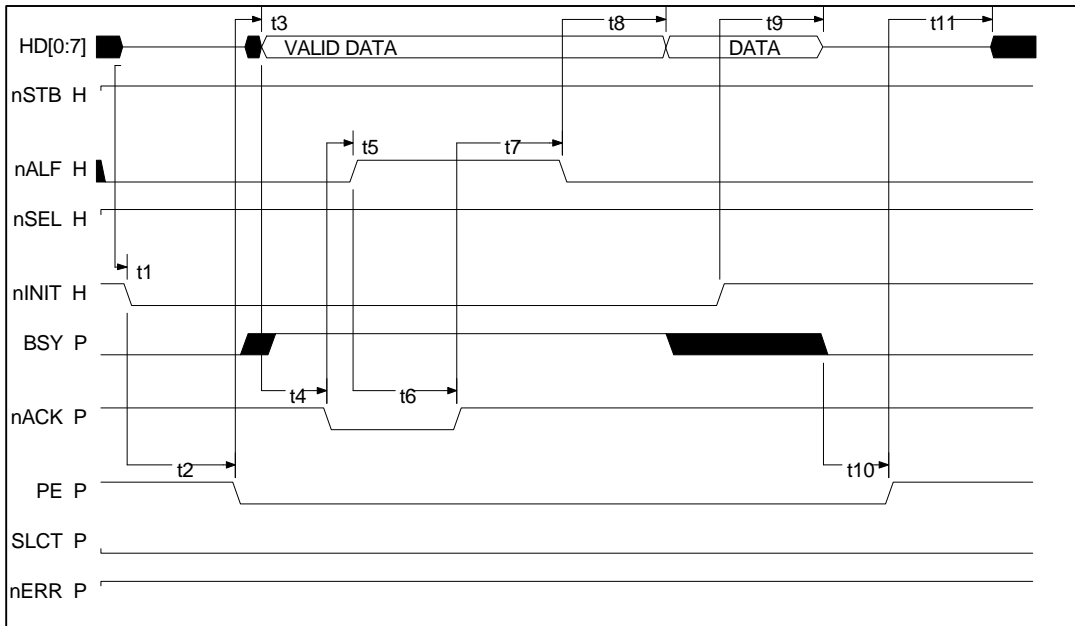 t3
t8
t9
t11
HD[0:7]
VALID DATA
DATA
nSTB H
t5
t7
nALF H
nSEL H
t1
nINIT H
BSY P
t4
t6
nACK P
t2
t10
PE P
SLCT P
nERR P